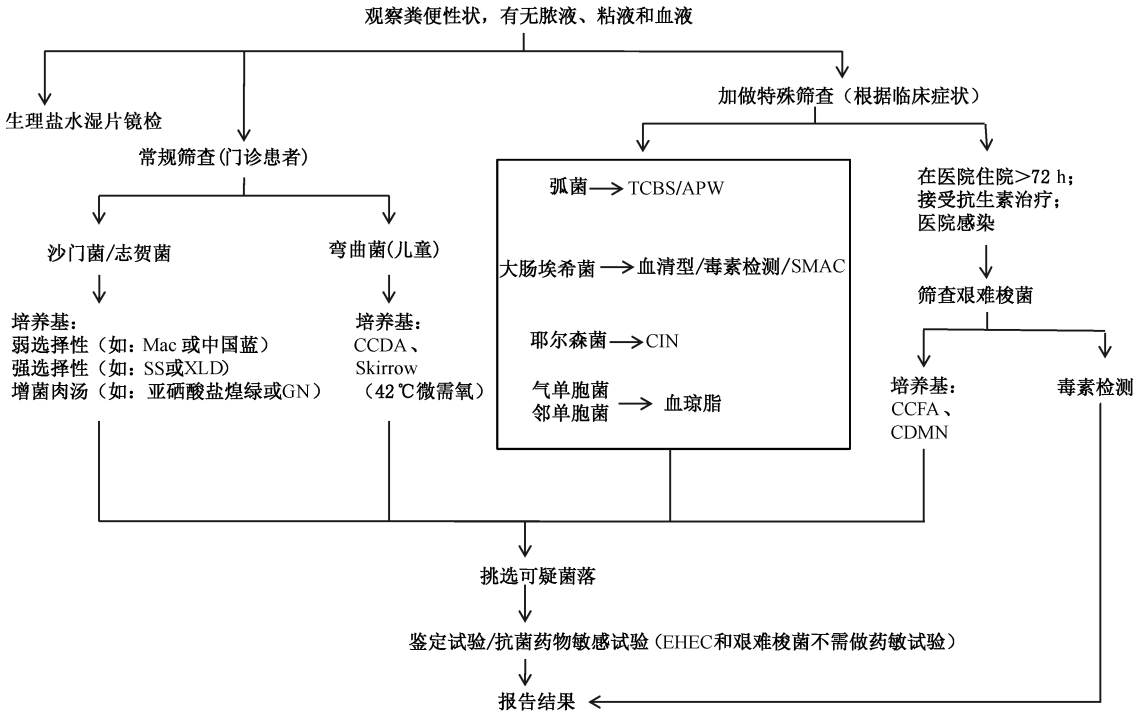 观察粪便性状，有无脓液、粘液和血液
生理盐水湿片镜检
常规筛查(门诊患者)
加做特殊筛查（根据临床症状）
沙门菌/志贺菌
弯曲菌(儿童)
培养基：
弱选择性（如：Mac 或中国蓝）
强选择性（如：SS或XLD）
增菌肉汤（如：亚硒酸盐煌绿或GN）
培养基：
CCDA、
Skirrow
（42℃微需氧）
弧菌 TCBS/APW
大肠埃希菌 血清型/毒素检测/SMAC
耶尔森菌 CIN
气单胞菌
邻单胞菌
血琼脂
在医院住院>72 h；
接受抗生素治疗；
医院感染
筛查艰难梭菌
培养基：
CCFA、
CDMN
毒素检测
挑选可疑菌落
鉴定试验/抗菌药物敏感试验（EHEC和艰难梭菌不需做药敏试验）
报告结果